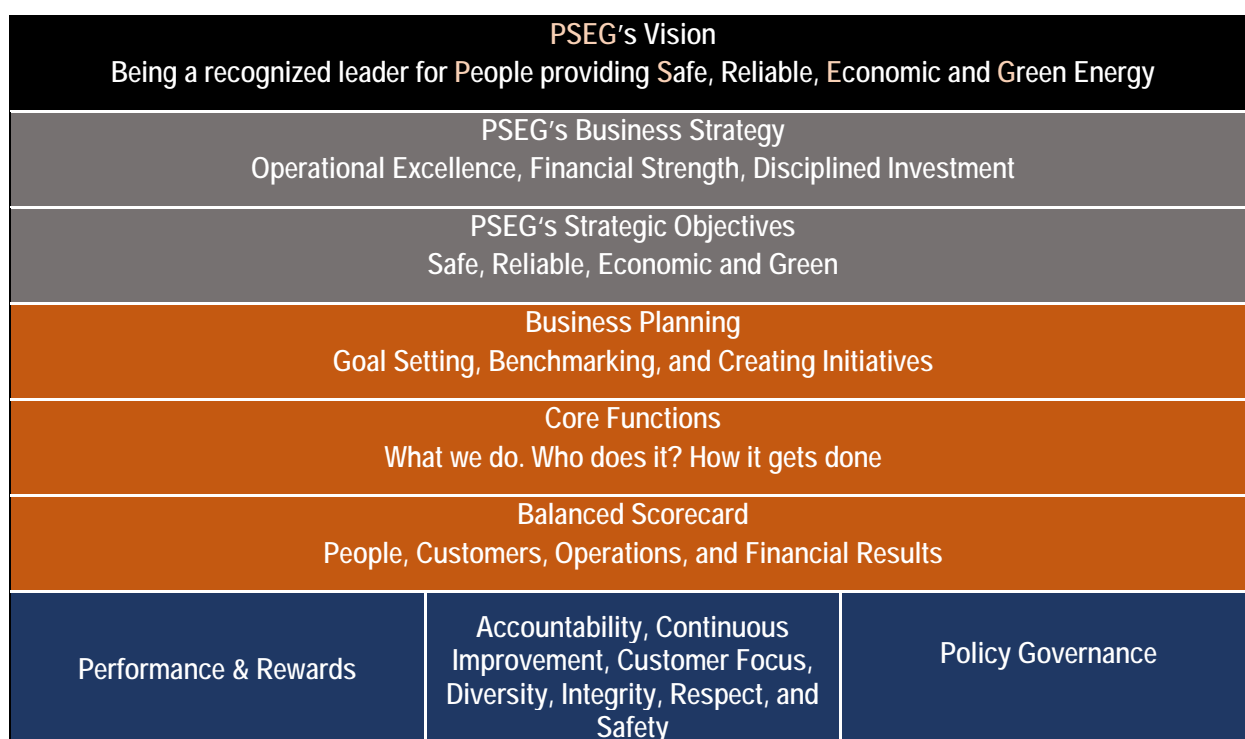 PSEG's Vision
Being a recognized leader for People providing Safe, Reliable, Economic and Green Energy
PSEG's Business Strategy
Operational Excellence, Financial Strength, Disciplined Investment
PSEG's Strategic Objectives
Safe, Reliable, Economic and Green
Business Planning
Goal Setting, Benchmarking, and Creating Initiatives
Core Functions
What we do. Who does it? How it gets done
Balanced Scorecard
People, Customers, Operations, and Financial Results
Performance & Rewards
Accountability, Continuous
Improvement, Customer Focus,
Diversity, Integrity, Respect, and
Safety
Policy Governance